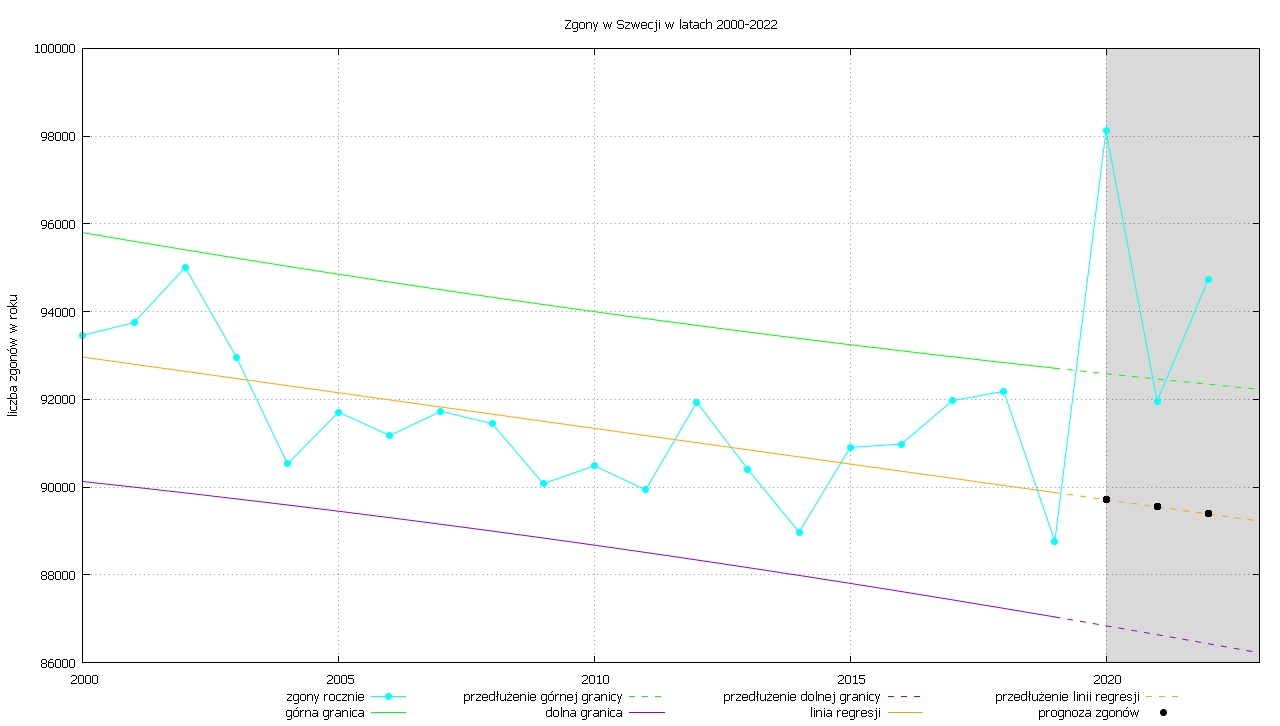 Zgony w Szwecji w latach 2000-2022
100000
98000
96000
94000
92000
90000
88000
86000
liczba zgonów w roku
2000 2005 2010 2015 2020
zgony rocznie przedłużenie górnej granicy przedłużenie dolnej granicy przedłużenie linii regresji
górna granica dolna granica linia regresji prognoza zgonów